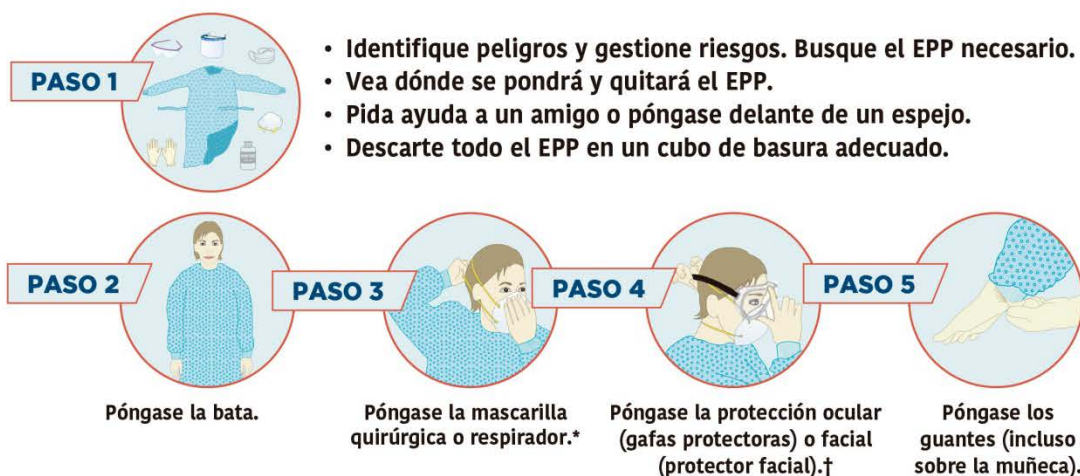 PASO 1
• Identifique peligros y gestione riesgos. Busque el EPP necesario.
• Vea dónde se pondrá y quitará el EPP.
• Pida ayuda a un amigo o póngase delante de un espejo.
• Descarte todo el EPP en un cubo de basura adecuado.
PASO 2
Póngase la bata.
PASO 3
Póngase la mascarilla
quirúrgica o respirador.*
PASO 4
Póngase la protección ocular
(gafas protectoras) o facial
(protector facial).†
PASO 5
Póngase los
guantes (incluso
sobre la muñeca).